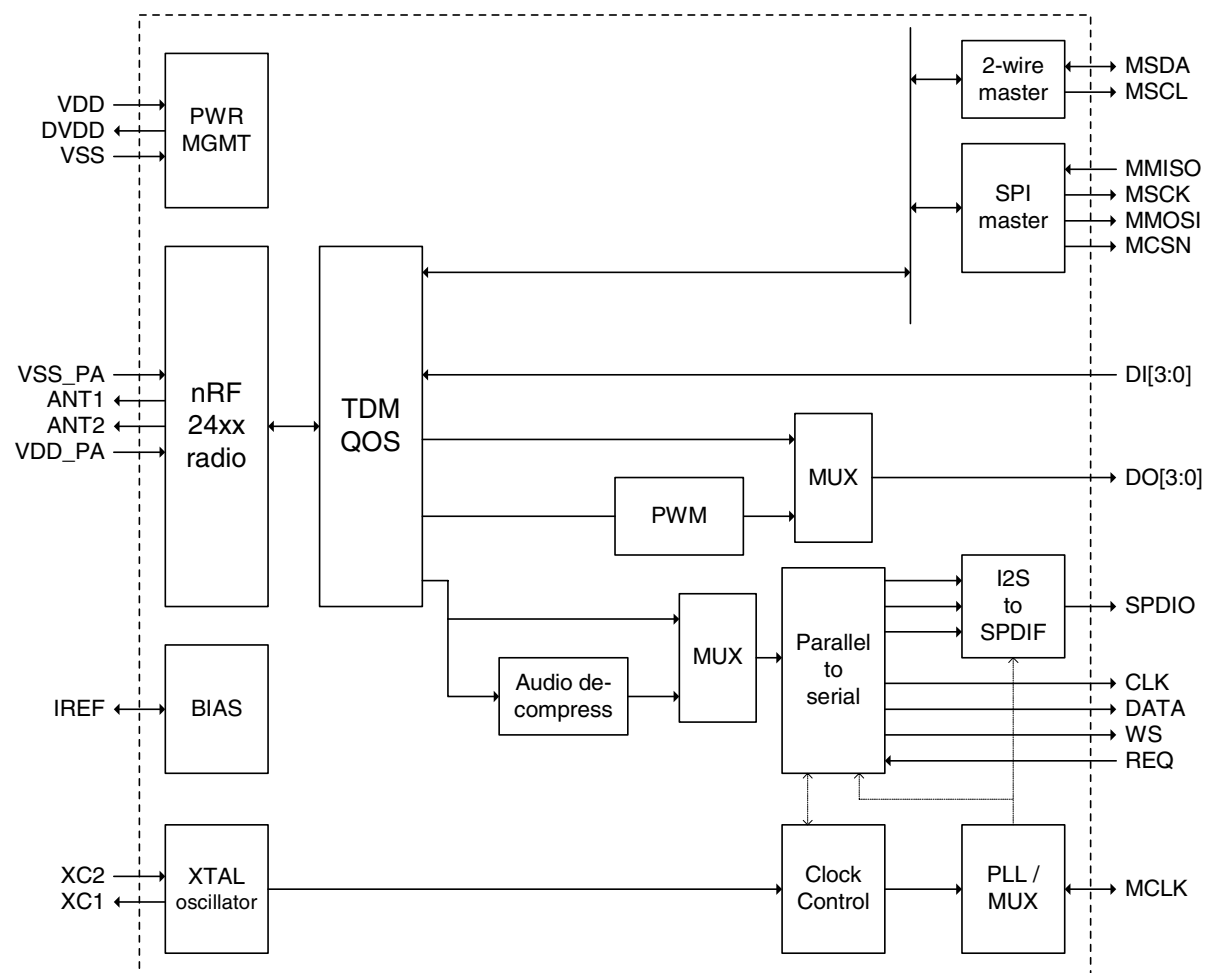 VDD
DVDD
VSS
PWR
MGMT
2-wire
master
MSDA
MSCL
SPI
master
MMISO
MSCK
MMOSI
MCSN
VSS_PA
ANT1
ANT2
VDD_PA
nRF
24xx
radio
TDM
QOS
DI[3:0]
MUX
DO[3:0]
PWM
I2S
to
SPDIF
SPDIO
MUX
Parallel
to
serial
Audio de-
compress
CLK
DATA
WS
REQ
IREF
BIAS
XC2
XC1
XTAL
oscillator
Clock
Control
PLL /
MUX
MCLK